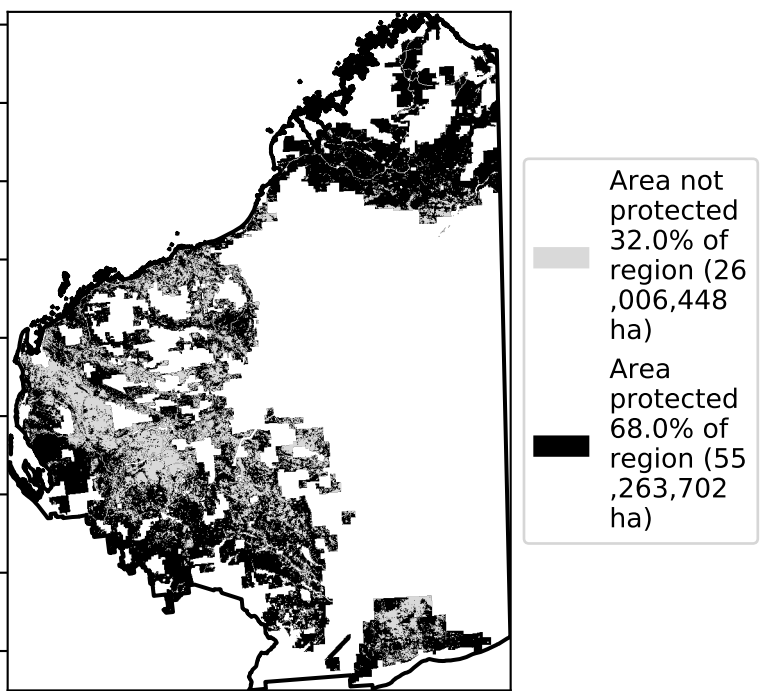 Area not
protected
32.0% of
region (26
,006,448
ha)
Area
protected
68.0% of
region (55
,263,702
ha)